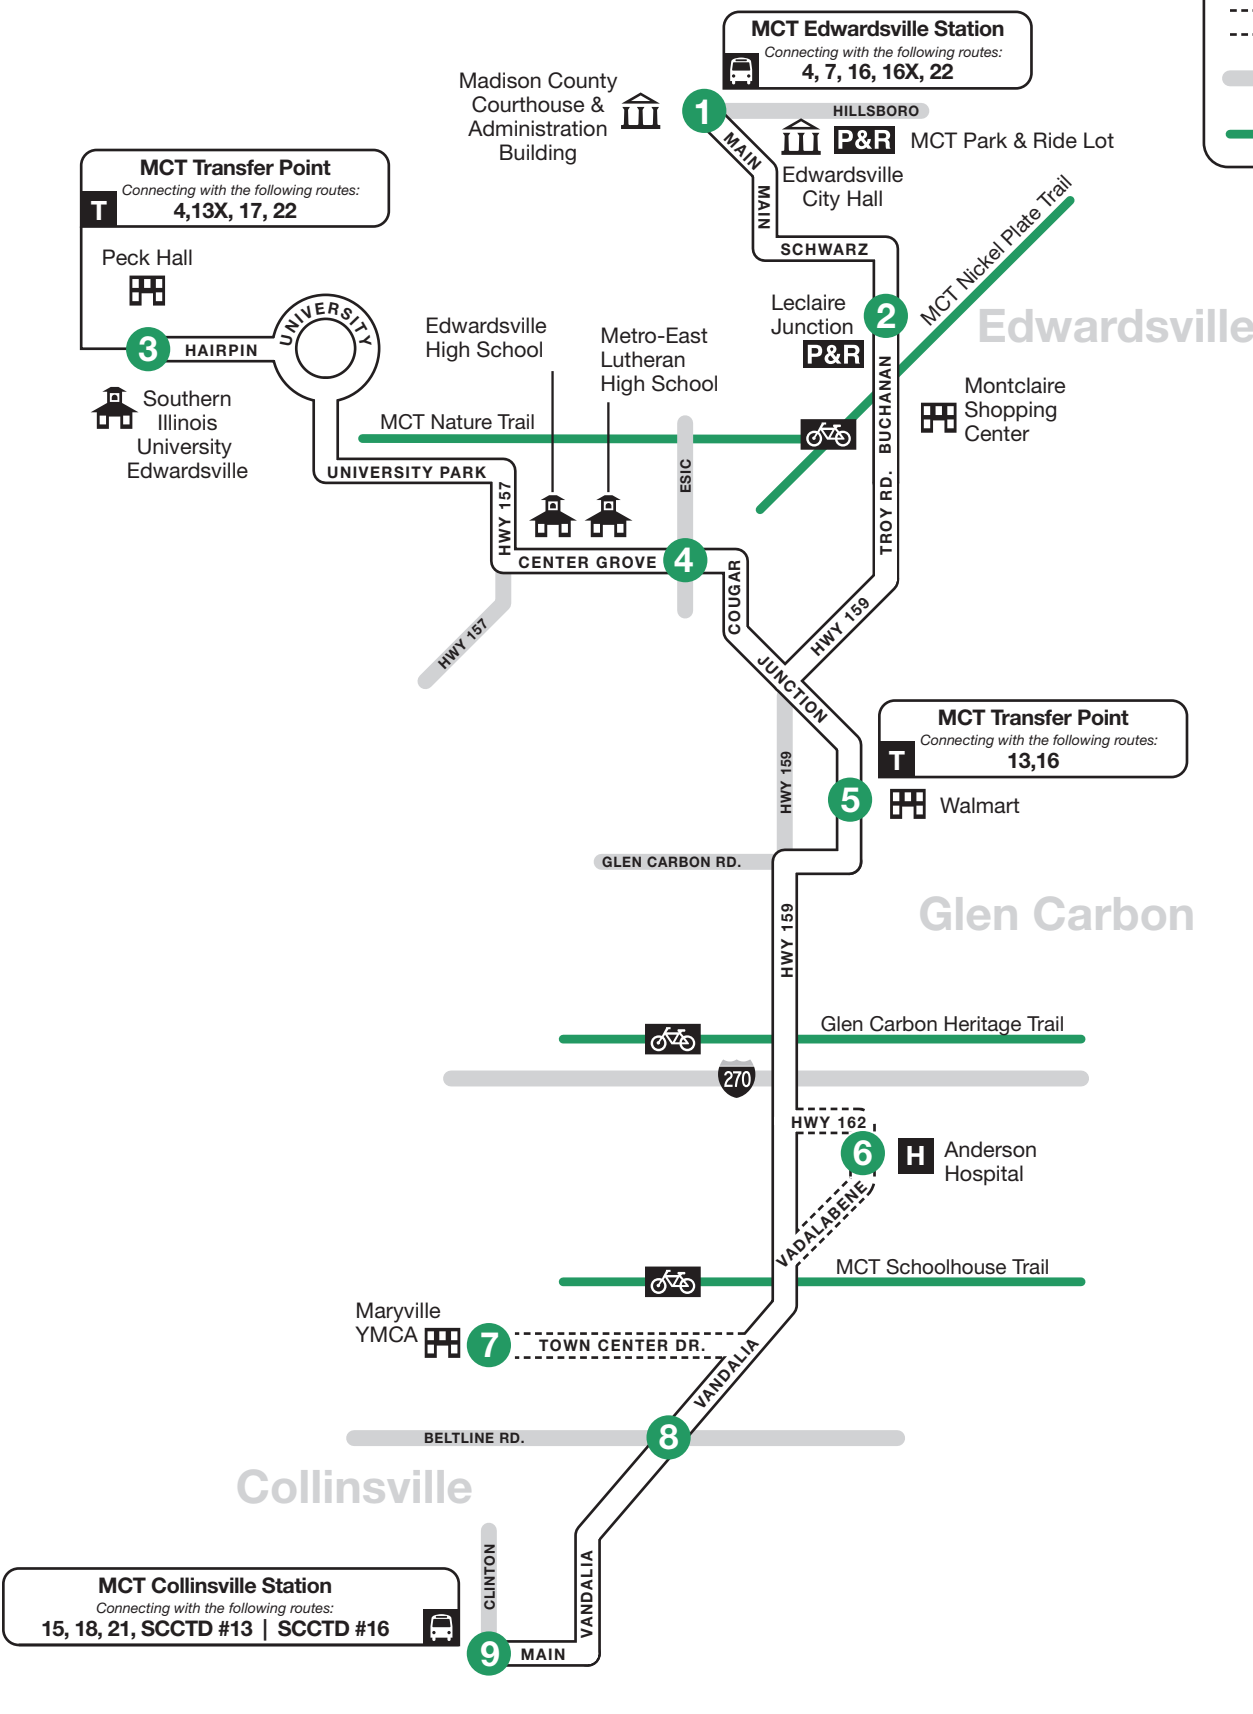 MCT Edwardsville Station
Connecting with the following routes:
4, 7, 16, 16X, 22
Madison County
Courthouse &
Administration
Building
1
HILLSBORO
MAIN
P&R
MCT Park & Ride Lot
Edwardsville
City Hall
MAIN
SCHWARZ
MCT Transfer Point
Connecting with the following routes:
T
4,13X, 17, 22
Peck Hall
3
HAIRPIN
UNIVERSITY
Southern
Illinois
University
Edwardsville
Edwardsville
High School
Metro-East
Lutheran
High School
Leclaire
Junction
P&R
2
MCT Nickel Plate Trail
Edwardsville
BUCHANAN
Montclaire
Shopping
Center
MCT Nature Trail
UNIVERSITY PARK
HWY 157
ESIC
TROY RD.
CENTER GROVE
4
COUGAR
HWY 159
HWY 157
JUNCTION
MCT Transfer Point
Connecting with the following routes:
T
13,16
HWY 159
5
Walmart
GLEN CARBON RD.
Glen Carbon
HWY 159
Glen Carbon Heritage Trail
270
HWY 162
6
H
Anderson
Hospital
VADALABENE
MCT Schoolhouse Trail
Maryville
YMCA
7
TOWN CENTER DR.
VANDALIA
BELTLINE RD.
8
Collinsville
CLINTON
VANDALIA
MCT Collinsville Station
Connecting with the following routes:
15, 18, 21, SCCTD #13 | SCCTD #16
9
MAIN